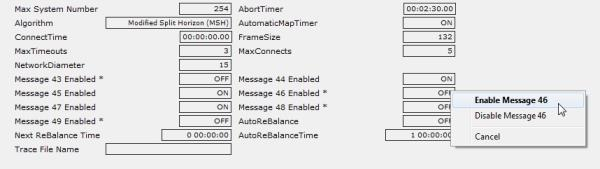 Max System Number 254 AbortTimer 00:02:30.00
Algorithm Modified Split Horizon (MSH) AutomaticMapTimer ON
ConnectTime 00:00:00.00 FrameSize 132
MaxTimeouts 3 MaxConnects 5
NetworkDiameter 15
Message 43 Enabled * OFF Message 44 Enabled ON
Message 45 Enabled ON Message 46 Enabled * OFF
Message 47 Enabled ON Message 48 Enabled * OFF
Message 49 Enabled * OFF AutoReBalance OFF
Next ReBalance Time 0 00:00:00 AutoReBalanceTime 1 00:00:00
Trace File Name
Enable Message 46
Disable Message 46
Cancel